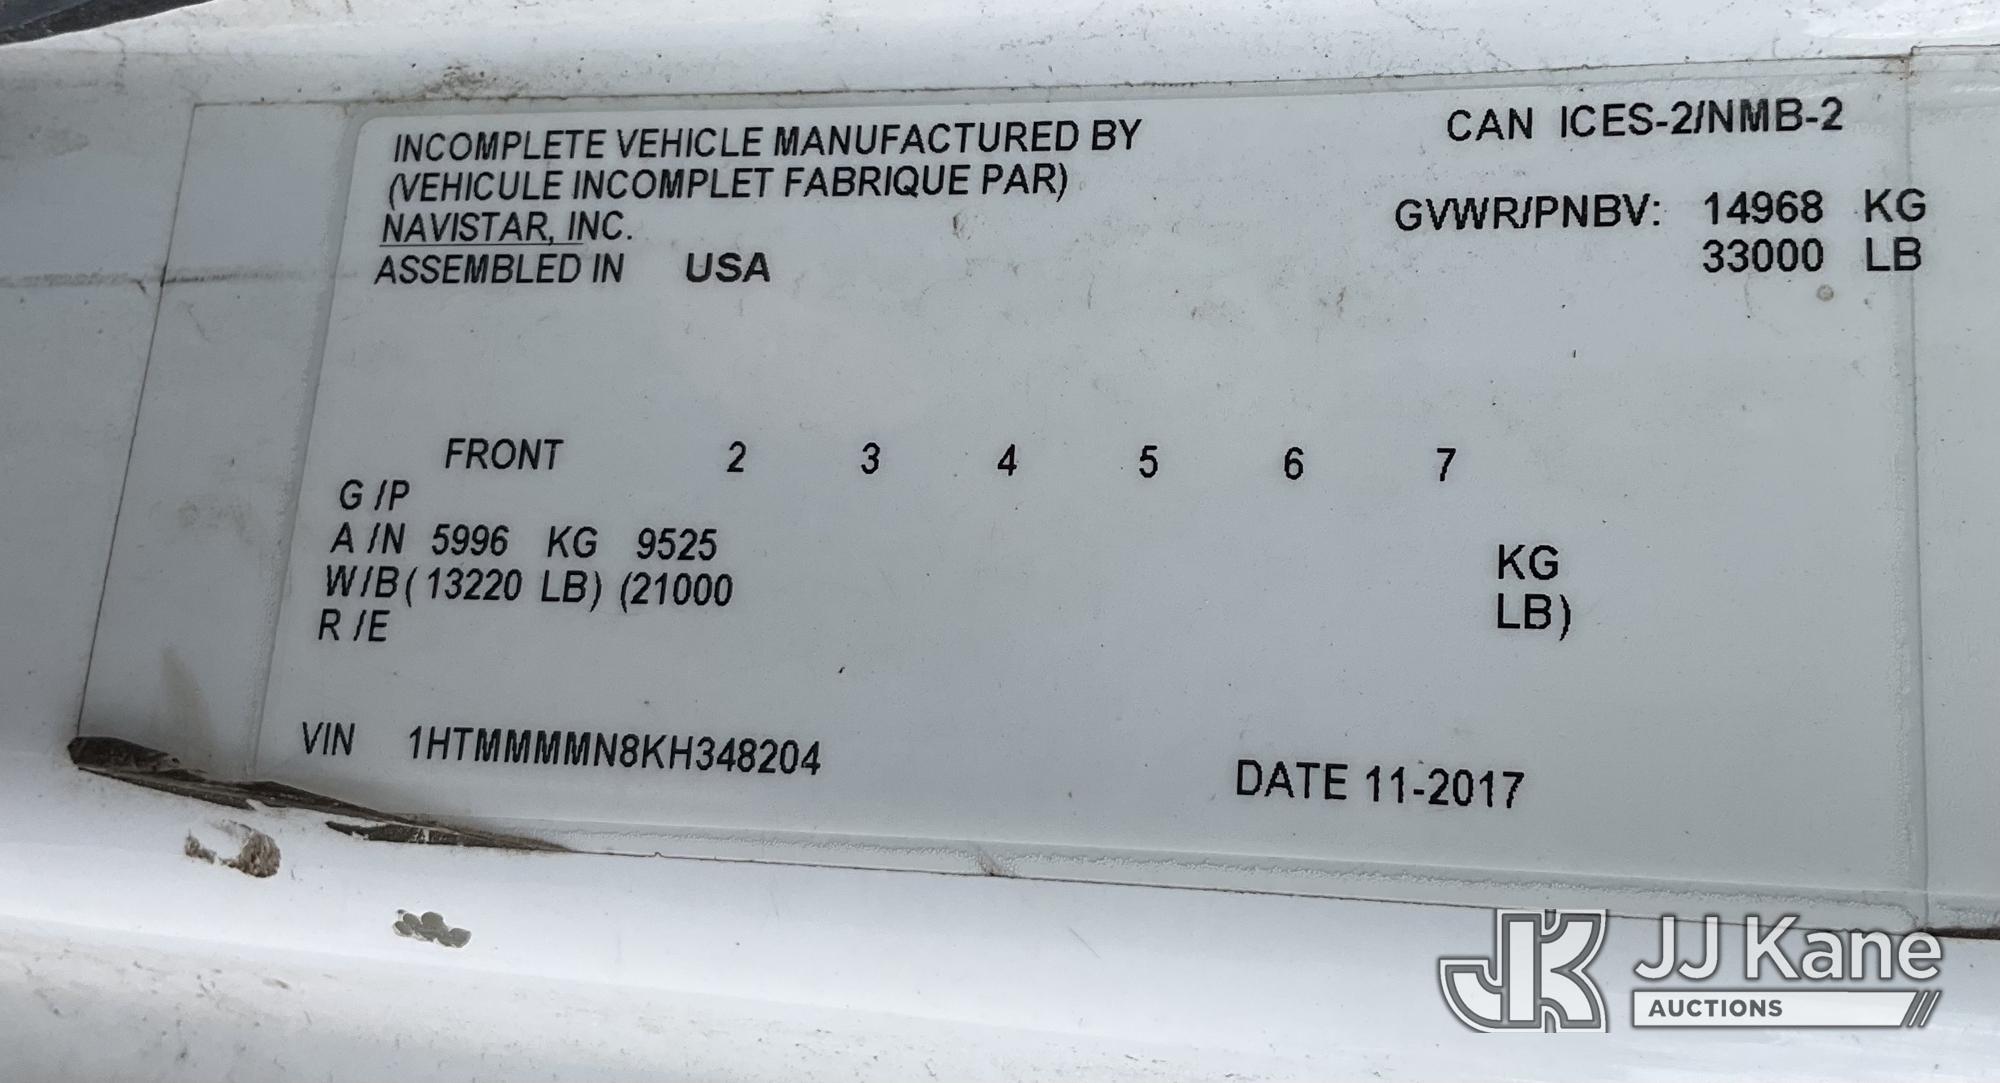 INCOMPLETE VEHICLE MANUFACTURED BY
(VEHICULE INCOMPLET FABRIQUE PAR)
NAVISTAR, INC.
ASSEMBLED IN USA
CAN ICES-2/NMB-2
GVWR/PNBV: 14968 KG
33000 LB
FRONT 2 3 4 5 6 7
G /P
A /N 5996 KG 9525 KG
W/B ( 13220 LB) (21000 LB)
R /E
VIN 1HTMMMMN8KH348204
DATE 11-2017
JK JJ Kane
AUCTIONS